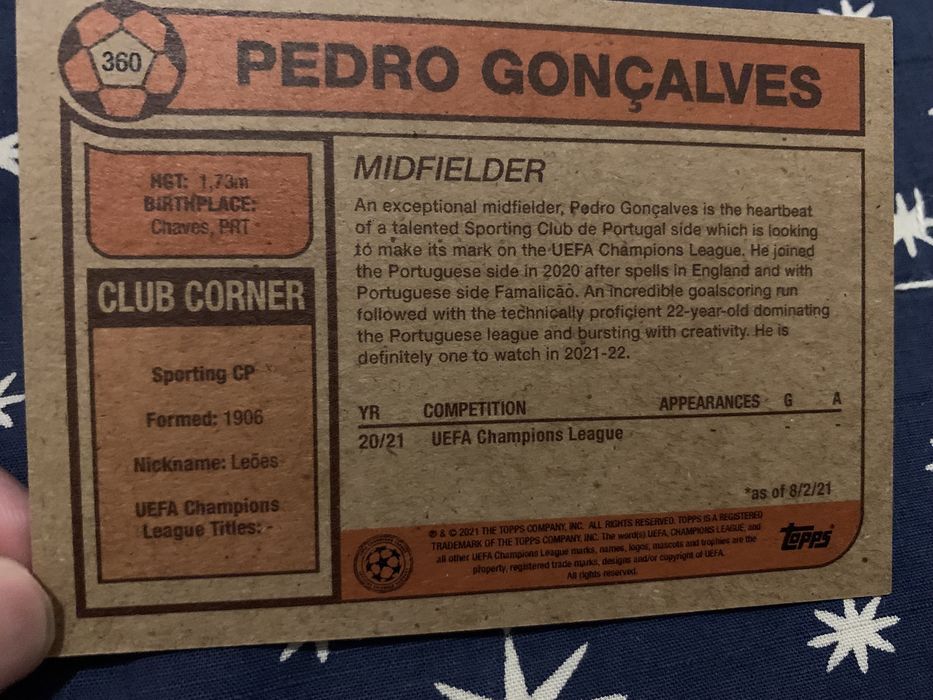 360
PEDRO GONÇALVES
HGT: 1,73m
BIRTHPLACE:
Chaves, PRT
CLUB CORNER
Sporting CP
Formed: 1906
Nickname: Leões
UEFA Champions
League Titles: -
MIDFIELDER
An exceptional midfielder, Pedro Gonçalves is the heartbeat
of a talented Sporting Club de Portugal side which is looking
to make its mark on the UEFA Champions League. He joined
the Portuguese side in 2020 after spells in England and with
Portuguese side Famalicão. An incredible goalscoring run
followed with the technically proficient 22-year-old dominating
the Portuguese league and bursting with creativity. He is
definitely one to watch in 2021-22.
YR COMPETITION APPEARANCES G A
20/21 UEFA Champions League
*as of 8/2/21
® & © 2021 THE TOPPS COMPANY, INC. ALL RIGHTS RESERVED. TOPPS IS A REGISTERED
TRADEMARK OF THE TOPPS COMPANY, INC. The word(s) UEFA, CHAMPIONS LEAGUE, and
all other UEFA Champions League marks, names, logos, mascots and trophies are the
property, registered trade marks, designs and/or copyright of UEFA.
All rights reserved.
topps